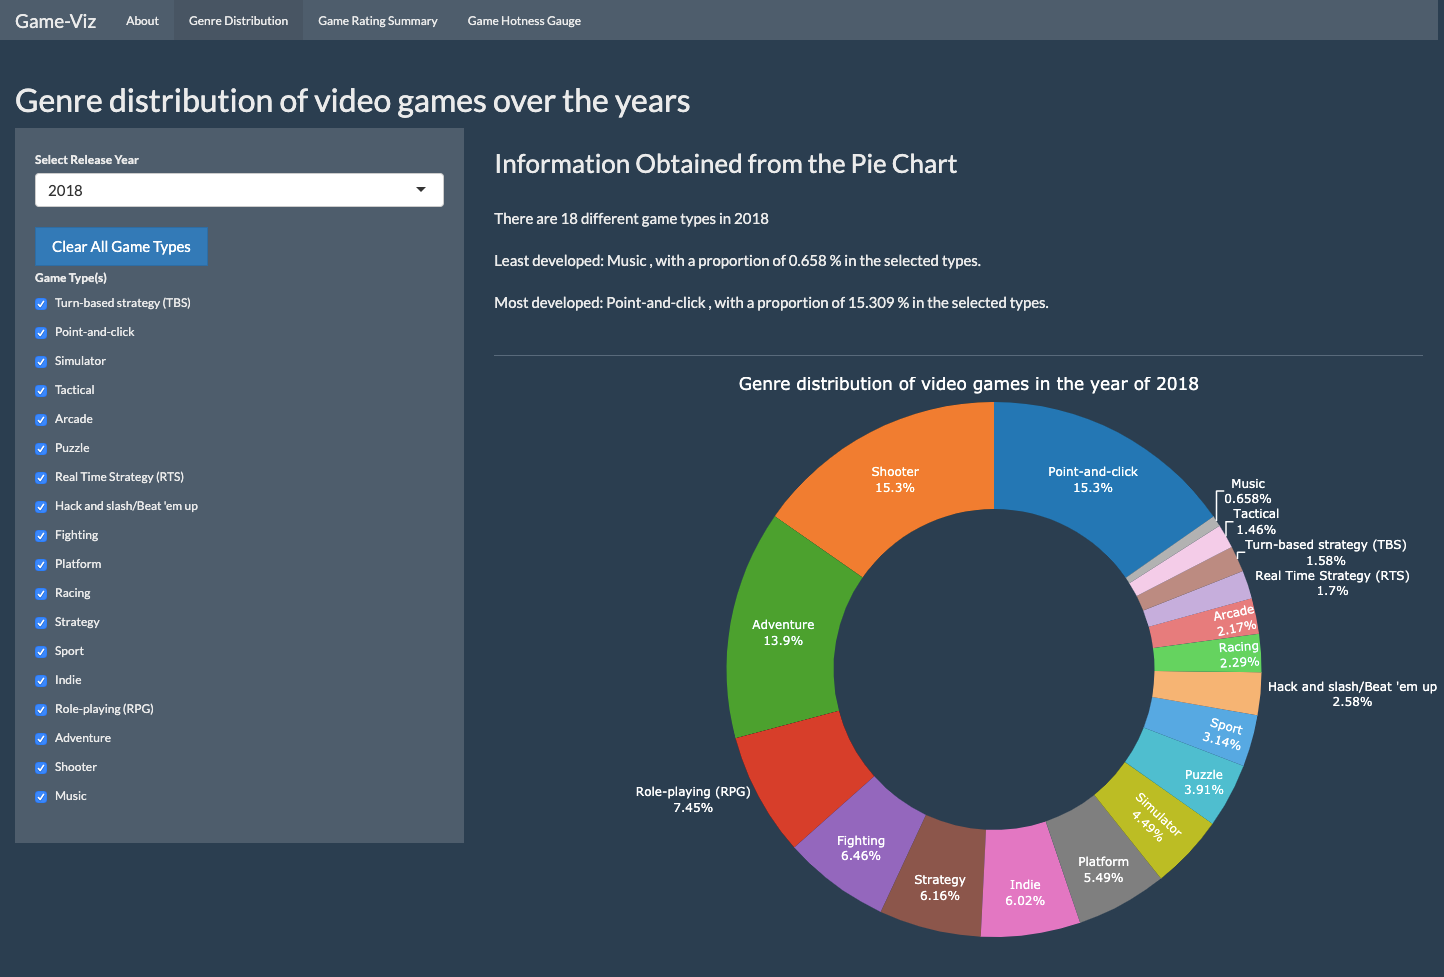 Game-Viz About Genre Distribution Game Rating Summary Game Hotness Gauge
Genre distribution of video games over the years
Select Release Year
2018
Clear All Game Types
Game Type(s)
Turn-based strategy (TBS)
Point-and-click
Simulator
Tactical
Arcade
Puzzle
Real Time Strategy (RTS)
Hack and slash/Beat 'em up
Fighting
Platform
Racing
Strategy
Sport
Indie
Role-playing (RPG)
Adventure
Shooter
Music
Information Obtained from the Pie Chart
There are 18 different game types in 2018
Least developed: Music , with a proportion of 0.658 % in the selected types.
Most developed: Point-and-click , with a proportion of 15.309 % in the selected types.
Genre distribution of video games in the year of 2018
Point-and-click
15.3%
Music
0.658%
Tactical
1.46%
Turn-based strategy (TBS)
1.58%
Real Time Strategy (RTS)
1.7%
Arcade
2.17%
Racing
2.29%
Hack and slash/Beat 'em up
2.58%
Sport
3.14%
Puzzle
3.91%
Simulator
4.49%
Platform
5.49%
Indie
6.02%
Strategy
6.16%
Fighting
6.46%
Role-playing (RPG)
7.45%
Adventure
13.9%
Shooter
15.3%